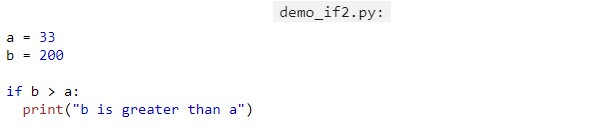 demo_if2.py:
a = 33
b = 200
if b > a:
  print("b is greater than a")